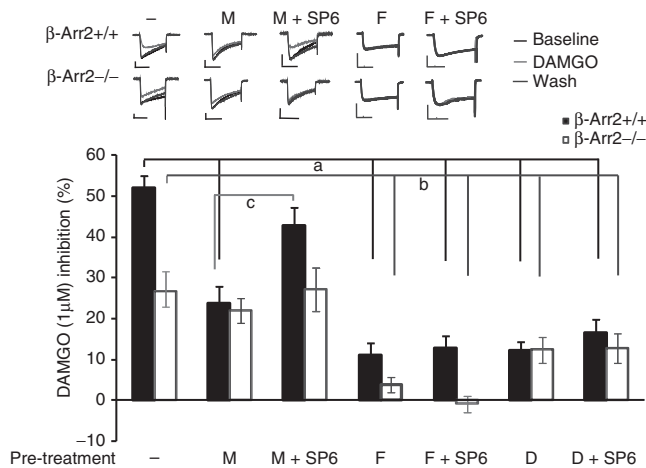 – M M + SP6 F F + SP6
β-Arr2+/+
β-Arr2−/−
Baseline
DAMGO
Wash
β-Arr2+/+
β-Arr2−/−
DAMGO (1μM) inhibition (%)
60
50
40
30
20
10
0
−10
a
b
c
Pre-treatment – M M + SP6 F F + SP6 D D + SP6